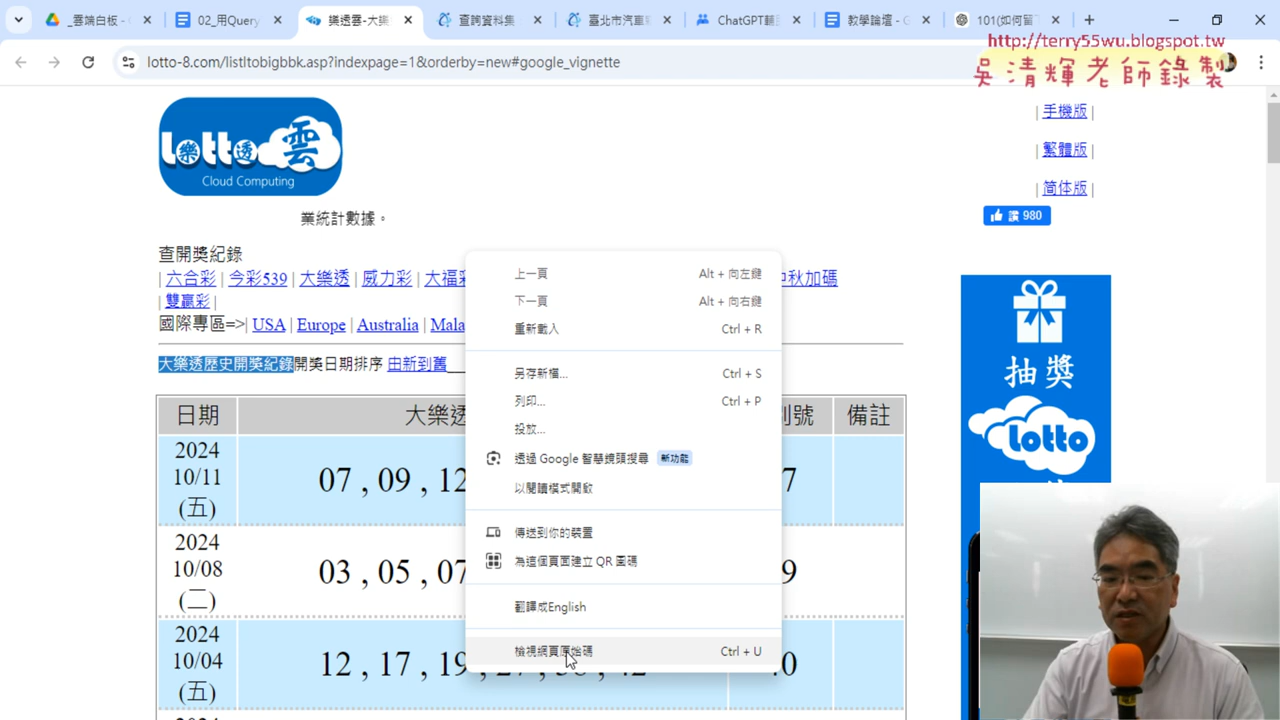 _雲端白板 -
02_用Query
樂透雲-大樂
查詢資料集
臺北市汽車
ChatGPT輔
教學論壇 - G
101(如何留
http://terry55wu.blogspot.tw
吳清輝老師錄製
lotto-8.com/listltobigbbk.asp?indexpage=1&orderby=new#google_vignette
lotto樂透雲
Cloud Computing
| 手機版 |
| 繁體版 |
| 简体版 |
讚 980
業統計數據。
查開獎紀錄
| 六合彩 | 今彩539 | 大樂透 | 威力彩 | 大福
中秋加碼
| 雙贏彩 |
國際專區=>| USA | Europe | Australia | Mala
大樂透歷史開獎紀錄開獎日期排序 由新到舊
日期
大樂透
別號
備註
2024
10/11
(五)
07 , 09 , 12
7
2024
10/08
(二)
03 , 05 , 07
9
2024
10/04
(五)
12 , 17 , 19
0
上一頁 Alt + 向左鍵
下一頁 Alt + 向右鍵
重新載入 Ctrl + R
另存新檔... Ctrl + S
列印... Ctrl + P
投放...
透過 Google 智慧鏡頭搜尋 新功能
以閱讀模式開啟
傳送到你的裝置
為這個頁面建立 QR 圖碼
翻譯成English
檢視網頁原始碼 Ctrl + U
抽獎
lotto